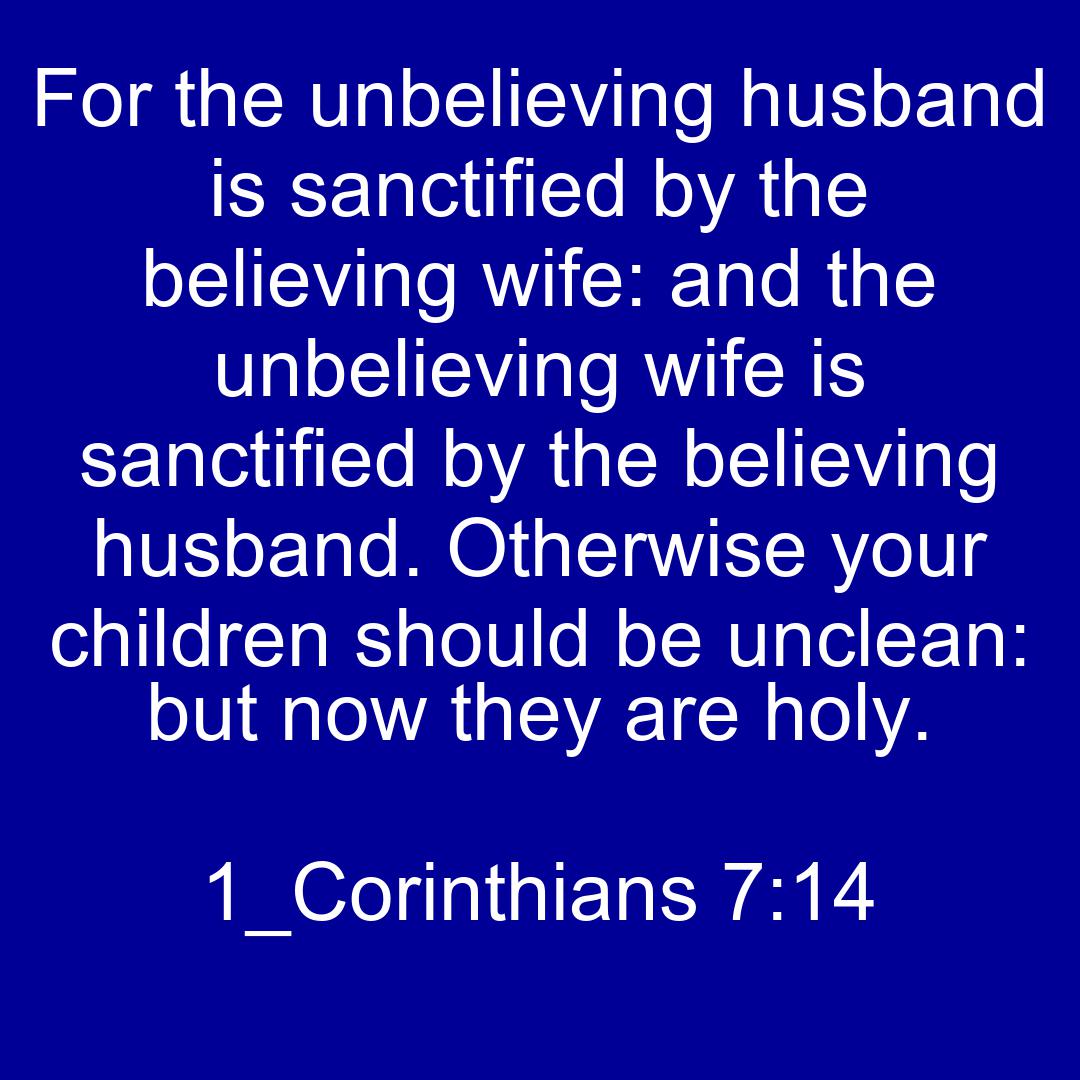 For the unbelieving husband
is sanctified by the
believing wife: and the
unbelieving wife is
sanctified by the believing
husband. Otherwise your
children should be unclean:
but now they are holy.
1_Corinthians 7:14